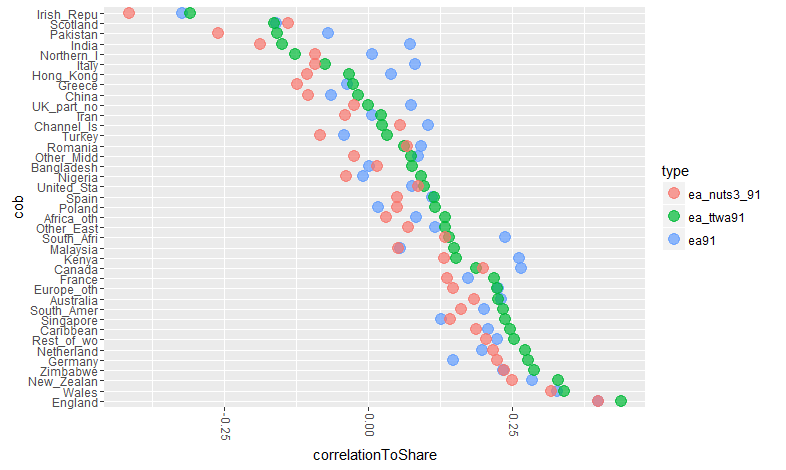 cob
Irish_Repu
Scotland
Pakistan
India
Northern_I
Italy
Hong_Kong
Greece
China
UK_part_no
Iran
Channel_Is
Turkey
Romania
Other_Midd
Bangladesh
Nigeria
United_Sta
Spain
Poland
Africa_oth
Other_East
South_Afri
Malaysia
Kenya
Canada
France
Europe_oth
Australia
South_Amer
Singapore
Caribbean
Rest_of_wo
Netherland
Germany
Zimbabwe
New_Zealan
Wales
England
-0.25
0.00
0.25
correlationToShare
type
ea_nuts3_91
ea_ttwa91
ea91